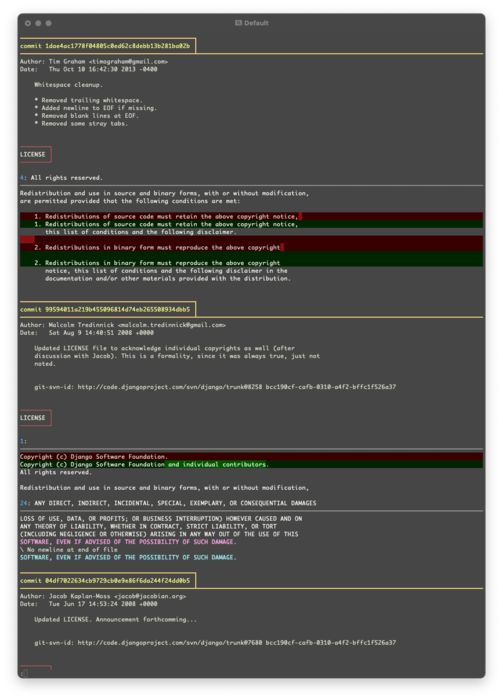 Default
commit 1dae4ac1778f04805c0ed62c8debb13b281ba02b
Author: Tim Graham <timograham@gmail.com>
Date:   Thu Oct 10 16:42:30 2013 -0400
Whitespace cleanup.
* Removed trailing whitespace.
* Added newline to EOF if missing.
* Removed blank lines at EOF.
* Removed some stray tabs.
LICENSE
4: All rights reserved.
Redistribution and use in source and binary forms, with or without modification,
are permitted provided that the following conditions are met:
1. Redistributions of source code must retain the above copyright notice,
1. Redistributions of source code must retain the above copyright notice,
this list of conditions and the following disclaimer.
2. Redistributions in binary form must reproduce the above copyright
2. Redistributions in binary form must reproduce the above copyright
notice, this list of conditions and the following disclaimer in the
documentation and/or other materials provided with the distribution.
commit 99594011a219b455096814d74eb265508934dbb5
Author: Malcolm Tredinnick <malcolm.tredinnick@gmail.com>
Date:   Sat Aug 9 14:40:51 2008 +0000
Updated LICENSE file to acknowledge individual copyrights as well (after
discussion with Jacob). This is a formality, since it was always true, just not
noted.
git-svn-id: http://code.djangoproject.com/svn/django/trunk@8258 bcc190cf-cafb-0310-a4f2-bffc1f526a37
LICENSE
1:
Copyright (c) Django Software Foundation.
Copyright (c) Django Software Foundation and individual contributors.
All rights reserved.
Redistribution and use in source and binary forms, with or without modification,
24: ANY DIRECT, INDIRECT, INCIDENTAL, SPECIAL, EXEMPLARY, OR CONSEQUENTIAL DAMAGES
LOSS OF USE, DATA, OR PROFITS; OR BUSINESS INTERRUPTION) HOWEVER CAUSED AND ON
ANY THEORY OF LIABILITY, WHETHER IN CONTRACT, STRICT LIABILITY, OR TORT
(INCLUDING NEGLIGENCE OR OTHERWISE) ARISING IN ANY WAY OUT OF THE USE OF THIS
SOFTWARE, EVEN IF ADVISED OF THE POSSIBILITY OF SUCH DAMAGE.
\ No newline at end of file
SOFTWARE, EVEN IF ADVISED OF THE POSSIBILITY OF SUCH DAMAGE.
commit 04df7022634cb9729cb0e9e86f6da244f24dd0b5
Author: Jacob Kaplan-Moss <jacob@jacobian.org>
Date:   Tue Jun 17 14:53:24 2008 +0000
Updated LICENSE. Announcement forthcomming...
git-svn-id: http://code.djangoproject.com/svn/django/trunk@7680 bcc190cf-cafb-0310-a4f2-bffc1f526a37